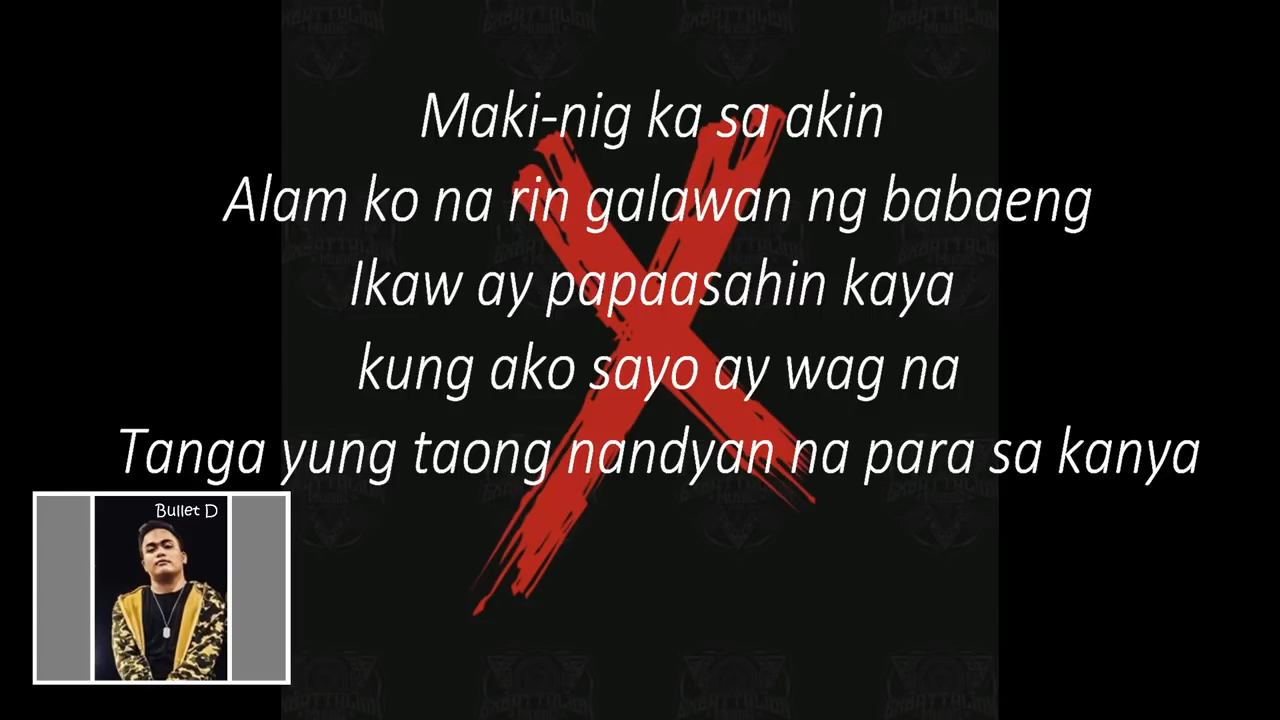 Maki-nig ka sa akin
Alam ko na rin galawan ng babaeng
Ikaw ay papaasahin kaya
kung ako sayo ay wag na
Tanga yung taong nandyan na para sa kanya
Bullet D